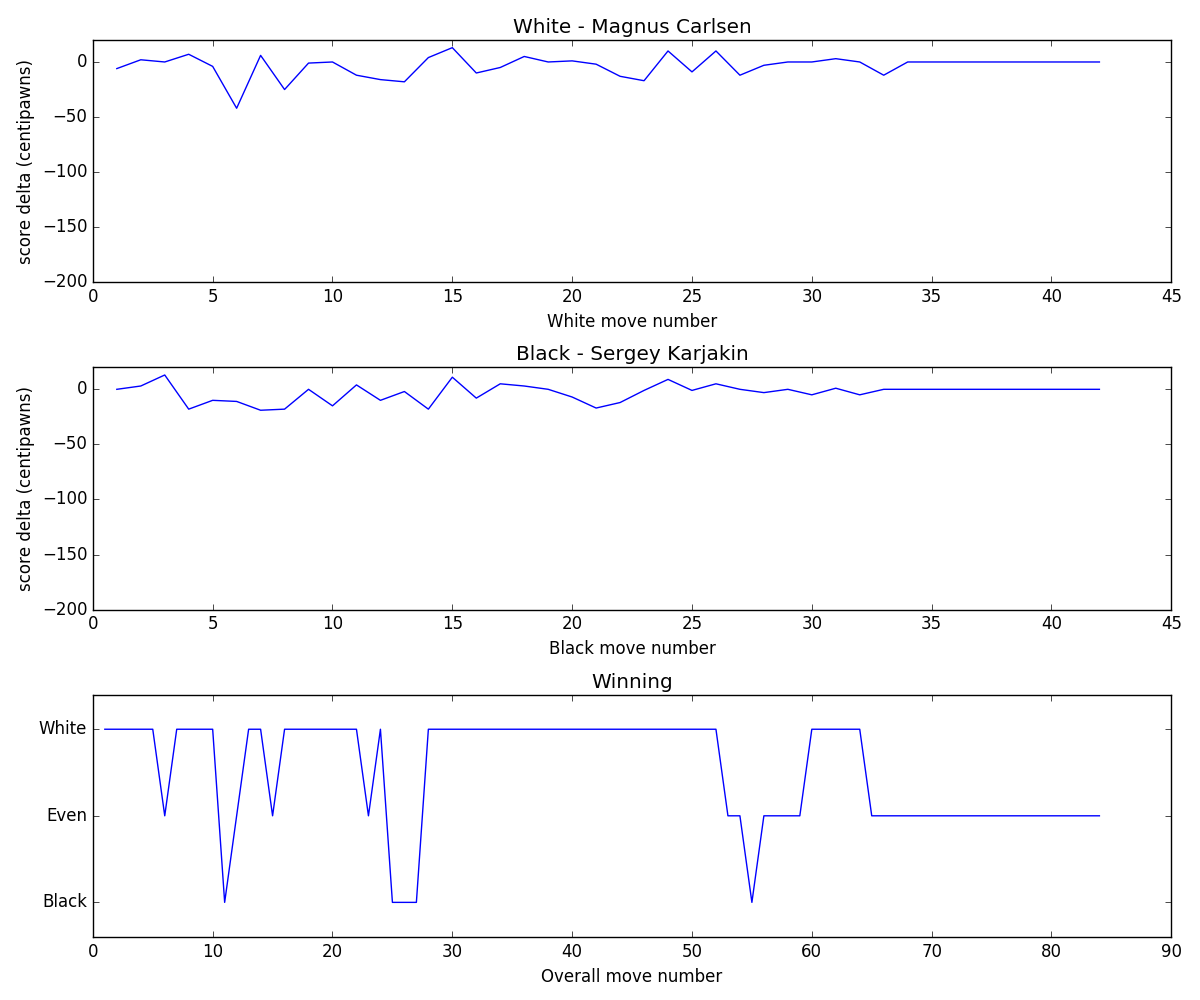 White - Magnus Carlsen
score delta (centipawns)
0
−50
−100
−150
−200
0 5 10 15 20 25 30 35 40 45
White move number
Black - Sergey Karjakin
score delta (centipawns)
0
−50
−100
−150
−200
0 5 10 15 20 25 30 35 40 45
Black move number
Winning
White
Even
Black
0 10 20 30 40 50 60 70 80 90
Overall move number